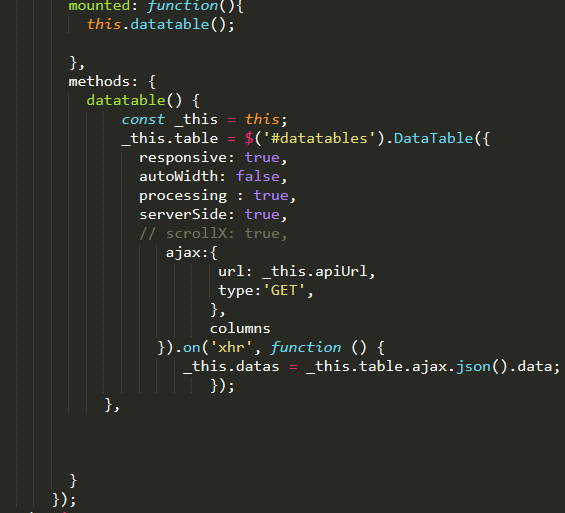 mounted: function(){
this.datatable();
},
methods: {
datatable() {
const _this = this;
_this.table = $('#datatables').DataTable({
responsive: true,
autoWidth: false,
processing : true,
serverSide: true,
// scrollX: true,
ajax:{
url: _this.apiUrl,
type:'GET',
},
columns
}).on('xhr', function () {
_this.datas = _this.table.ajax.json().data;
});
},
}
});